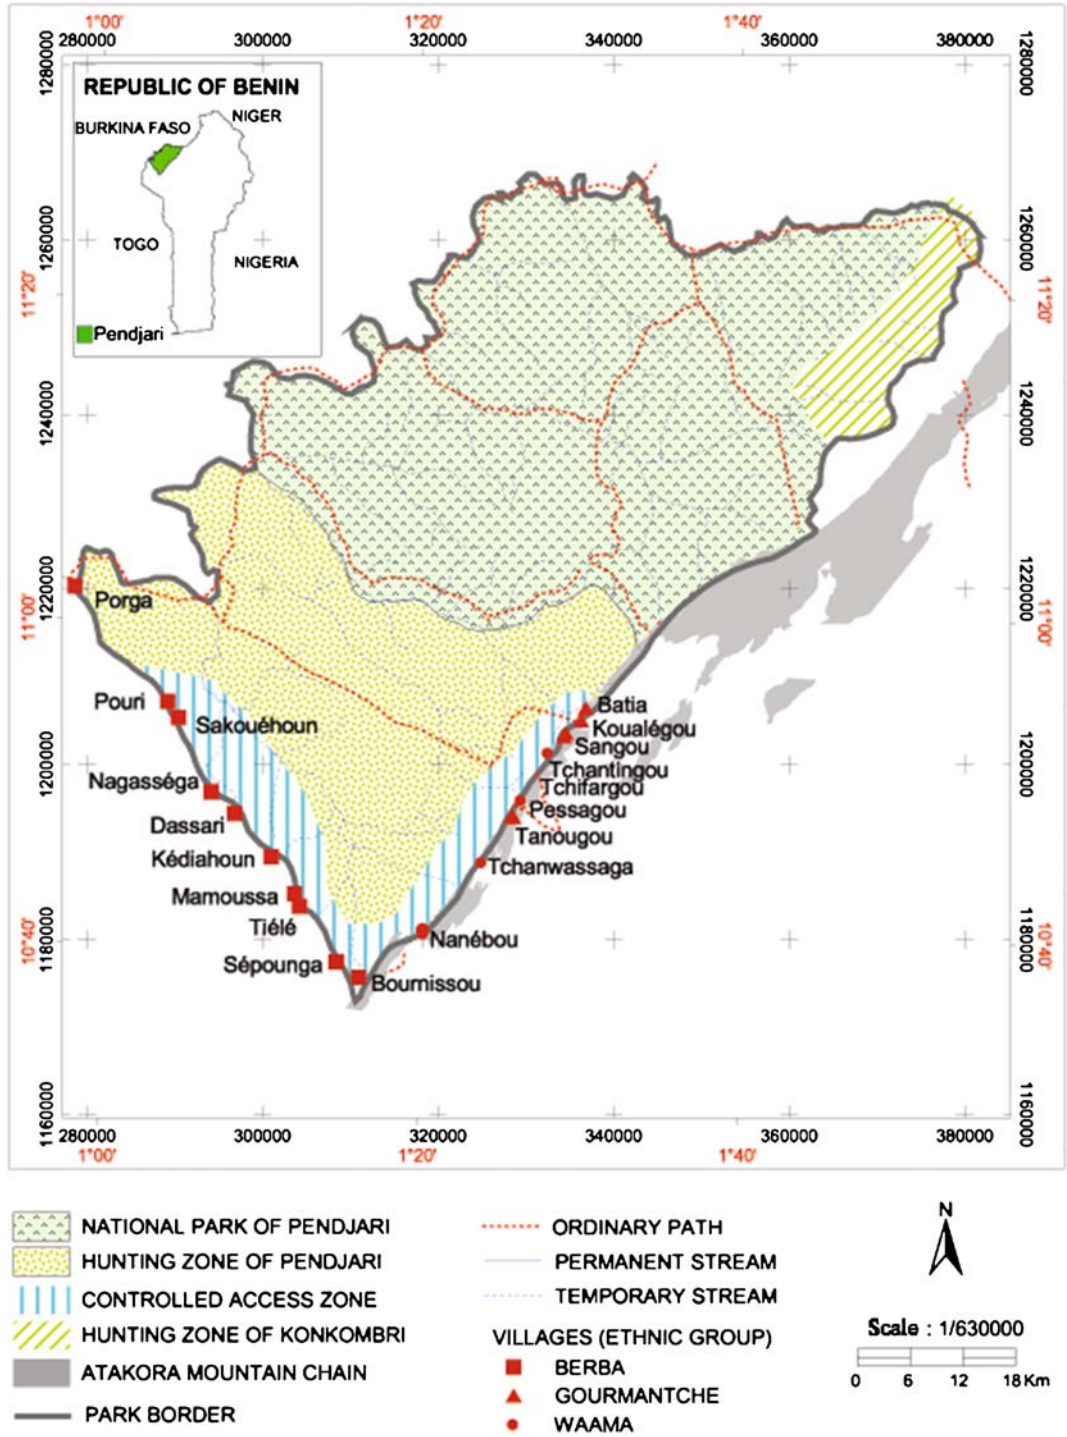 1°00' 1°20' 1°40'
280000 300000 320000 340000 360000 380000
1280000 1280000
REPUBLIC OF BENIN
NIGER
BURKINA FASO
TOGO
NIGERIA
Pendjari
1260000 1260000
11°20' 11°20'
1240000 1240000
1220000 1220000
11°00' 11°00'
Porga
Pouri
Sakouéhoun
Batia
Koualégou
Sangou
1200000 1200000
Tchantingou
Nagasséga
Tchifargou
Pessagou
Dassari
Tanougou
Kédiahoun
Tchanwassaga
Mamoussa
Tiélé
Nanébou
1180000 1180000
10°40' 10°40'
Sépounga
Boumissou
1160000 1160000
280000 300000 320000 340000 360000 380000
1°00' 1°20' 1°40'
NATIONAL PARK OF PENDJARI
HUNTING ZONE OF PENDJARI
CONTROLLED ACCESS ZONE
HUNTING ZONE OF KONKOMBRI
ATAKORA MOUNTAIN CHAIN
PARK BORDER
ORDINARY PATH
PERMANENT STREAM
TEMPORARY STREAM
VILLAGES (ETHNIC GROUP)
BERBA
GOURMANTCHE
WAAMA
N
Scale : 1/630000
0 6 12 18 Km